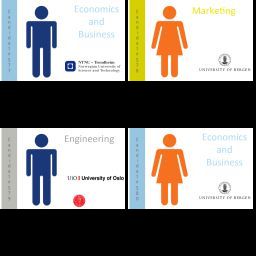 Economics
and
Business
NTNU – Trondheim
Norwegian University of
Science and Technology
Marketing
UNIVERSITY OF BERGEN
Engineering
UiO University of Oslo
Economics
and
Business
UNIVERSITY OF BERGEN